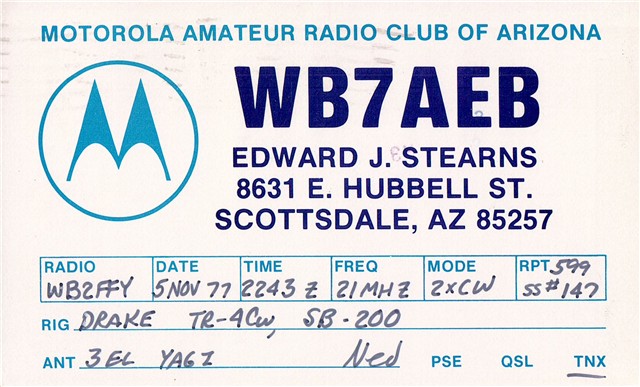 MOTOROLA AMATEUR RADIO CLUB OF ARIZONA
WB7AEB
EDWARD J. STEARNS
8631 E. HUBBELL ST.
SCOTTSDALE, AZ 85257
RADIO DATE TIME FREQ MODE RPT 599
WB2FFY 5 NOV 77 2243 Z 21 MHZ 2xCW SS# 147
RIG DRAKE TR-4CW, SB-200
ANT 3EL YAGI Ned PSE QSL TNX